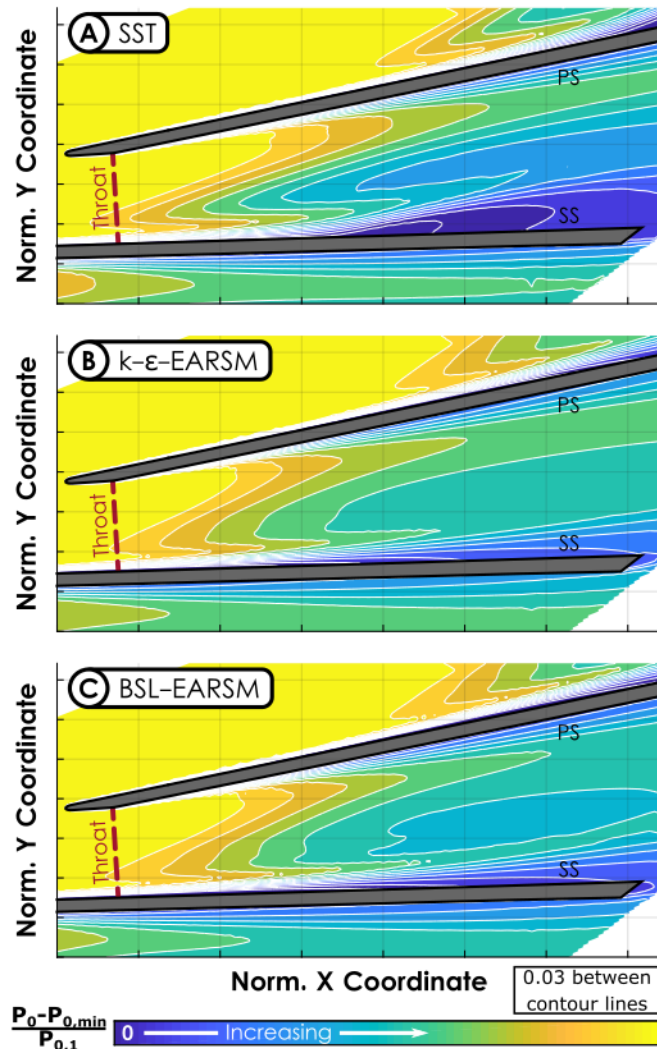 A SST
Norm. Y Coordinate
Throat
PS
SS
B k-ε-EARSM
Norm. Y Coordinate
Throat
PS
SS
C BSL-EARSM
Norm. Y Coordinate
Throat
PS
SS
Norm. X Coordinate
0.03 between
contour lines
P₀-P₀,min
P₀,1
0 Increasing